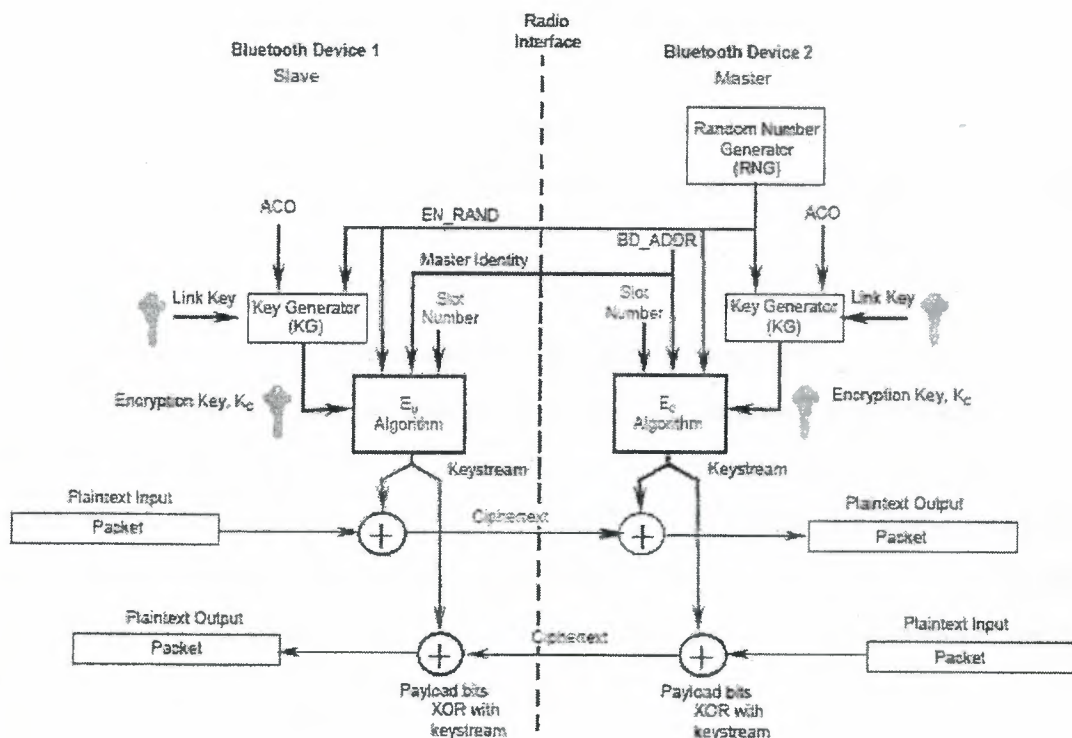 Radio
Interface
Bluetooth Device 1
Slave
Bluetooth Device 2
Master
Random Number
Generator
(RNG)
ACO
EN_RAND
ACO
BD_ADDR
Master Identity
Link Key
Key Generator
(KG)
Slot
Number
Slot
Number
Key Generator
(KG)
Link Key
Encryption Key, KC
E0
Algorithm
E0
Algorithm
Encryption Key, KC
Keystream
Keystream
Plaintext Input
Packet
Ciphertext
Plaintext Output
Packet
Plaintext Output
Packet
Ciphertext
Plaintext Input
Packet
Payload bits
XOR with
keystream
Payload bits
XOR with
keystream